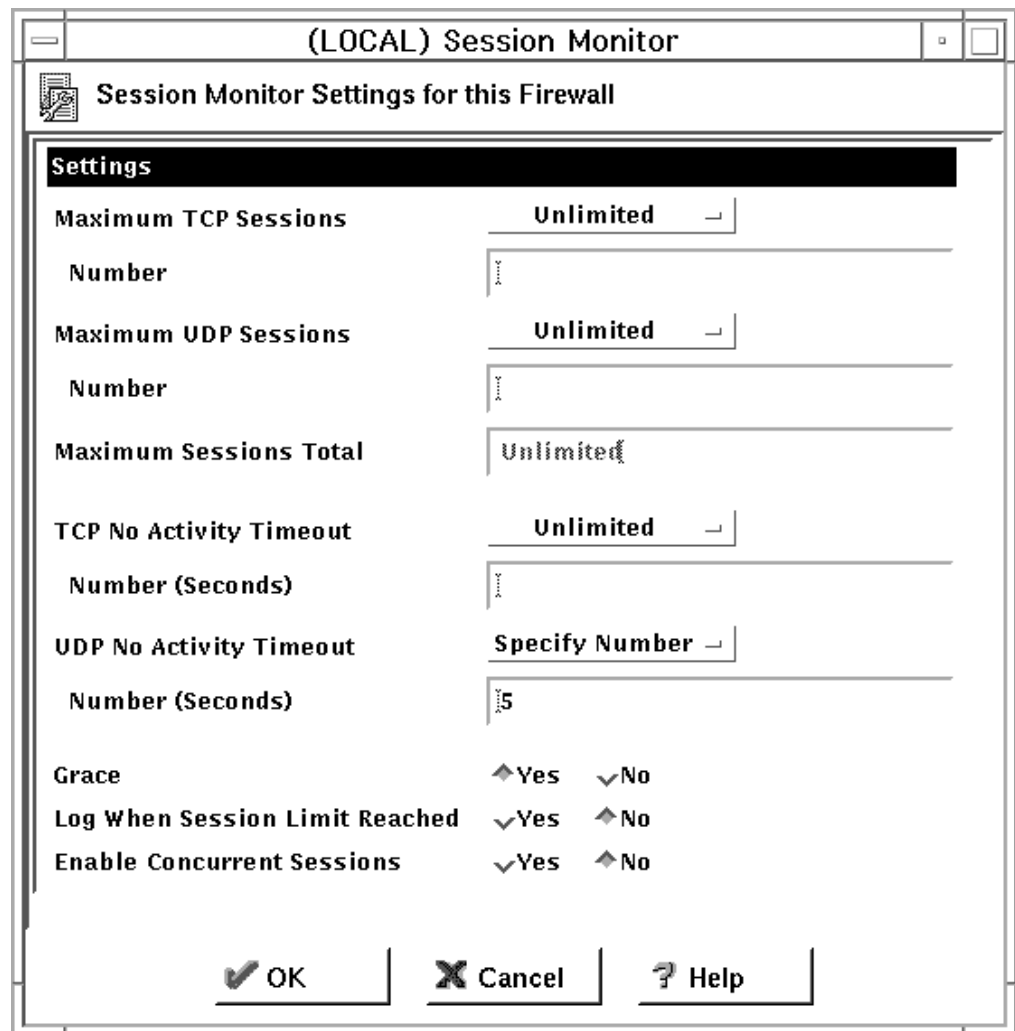 (LOCAL) Session Monitor
Session Monitor Settings for this Firewall
Settings
Maximum TCP Sessions Unlimited
Number
Maximum UDP Sessions Unlimited
Number
Maximum Sessions Total Unlimited
TCP No Activity Timeout Unlimited
Number (Seconds)
UDP No Activity Timeout Specify Number
Number (Seconds) 5
Grace Yes No
Log When Session Limit Reached Yes No
Enable Concurrent Sessions Yes No
OK Cancel ? Help